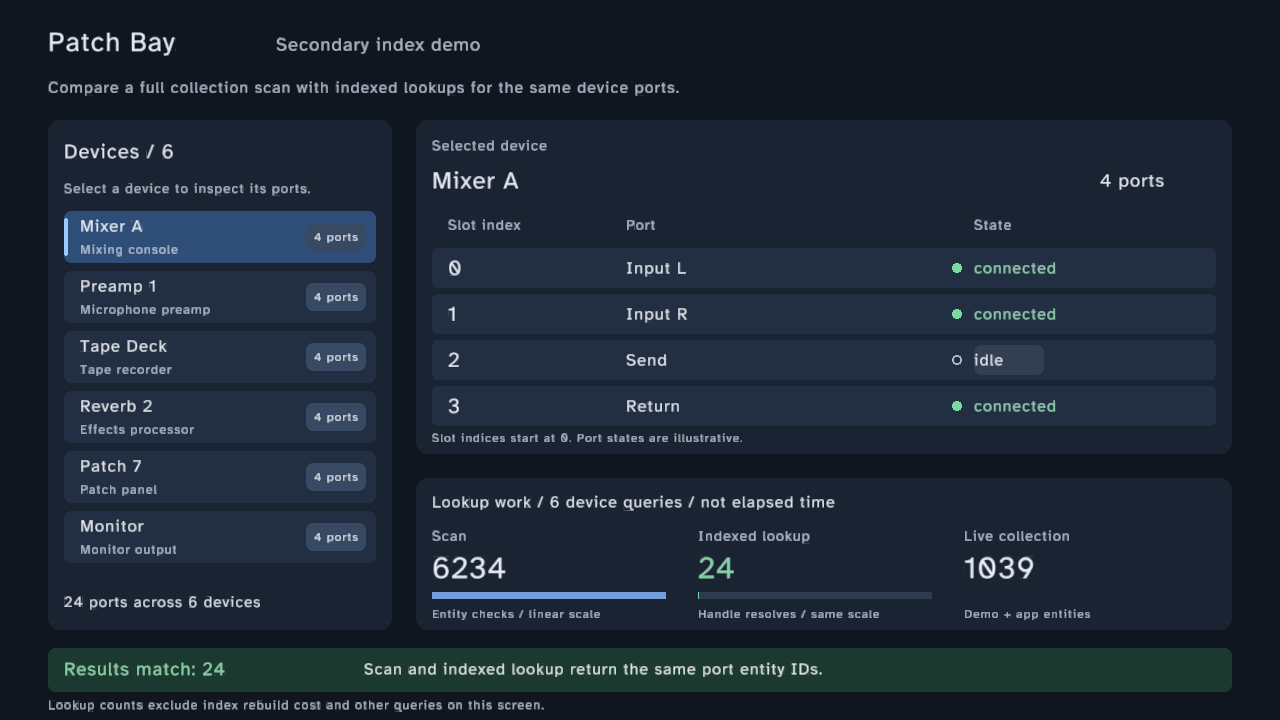 Patch Bay
Secondary index demo
Compare a full collection scan with indexed lookups for the same device ports.
Devices / 6
Select a device to inspect its ports.
Mixer A
Mixing console
4 ports
Preamp 1
Microphone preamp
4 ports
Tape Deck
Tape recorder
4 ports
Reverb 2
Effects processor
4 ports
Patch 7
Patch panel
4 ports
Monitor
Monitor output
4 ports
24 ports across 6 devices
Selected device
Mixer A
4 ports
Slot index Port State
0 Input L connected
1 Input R connected
2 Send idle
3 Return connected
Slot indices start at 0. Port states are illustrative.
Lookup work / 6 device queries / not elapsed time
Scan
6234
Entity checks / linear scale
Indexed lookup
24
Handle resolves / same scale
Live collection
1039
Demo + app entities
Results match: 24
Scan and indexed lookup return the same port entity IDs.
Lookup counts exclude index rebuild cost and other queries on this screen.